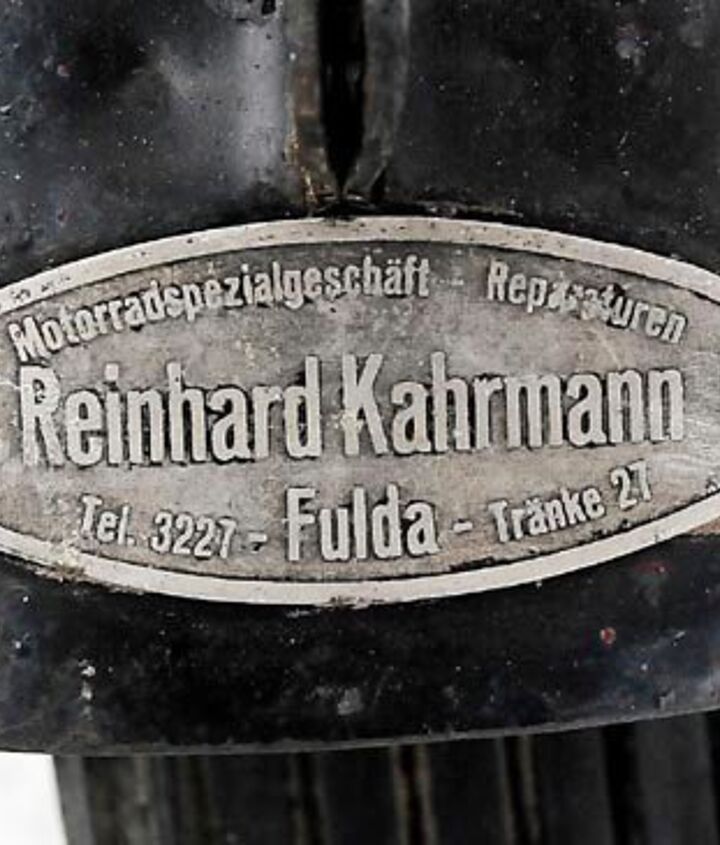 Motorradspezialgeschäft - Reparaturen
Reinhard Kahrmann
Tel. 3227 - Fulda - Tränke 27